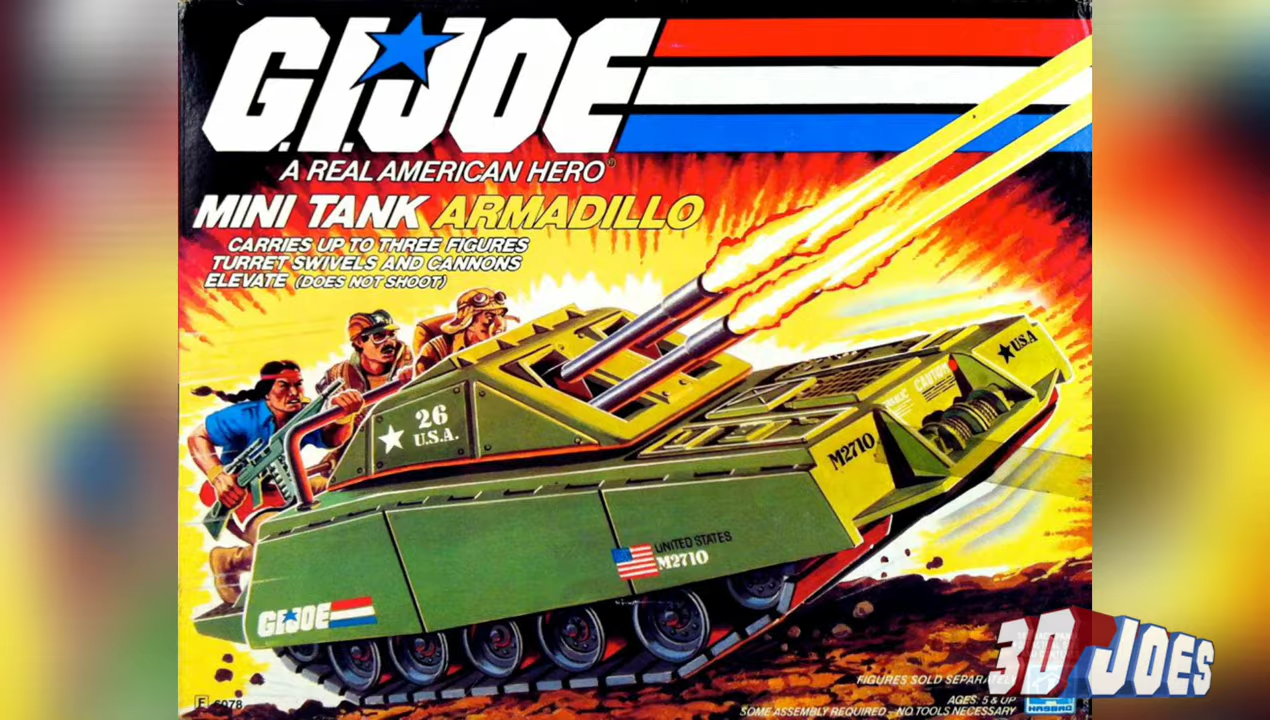 G.I. JOE
A REAL AMERICAN HERO®
MINI TANK ARMADILLO
CARRIES UP TO THREE FIGURES
TURRET SWIVELS AND CANNONS
ELEVATE (DOES NOT SHOOT)
USA
CAUTION
26
U.S.A.
M2710
UNITED STATES
M2710
G.I. JOE
3D JOES
FIGURES SOLD SEPARATELY
AGES: 5 & UP
SOME ASSEMBLY REQUIRED - NO TOOLS NECESSARY
HASBRO
E 6078